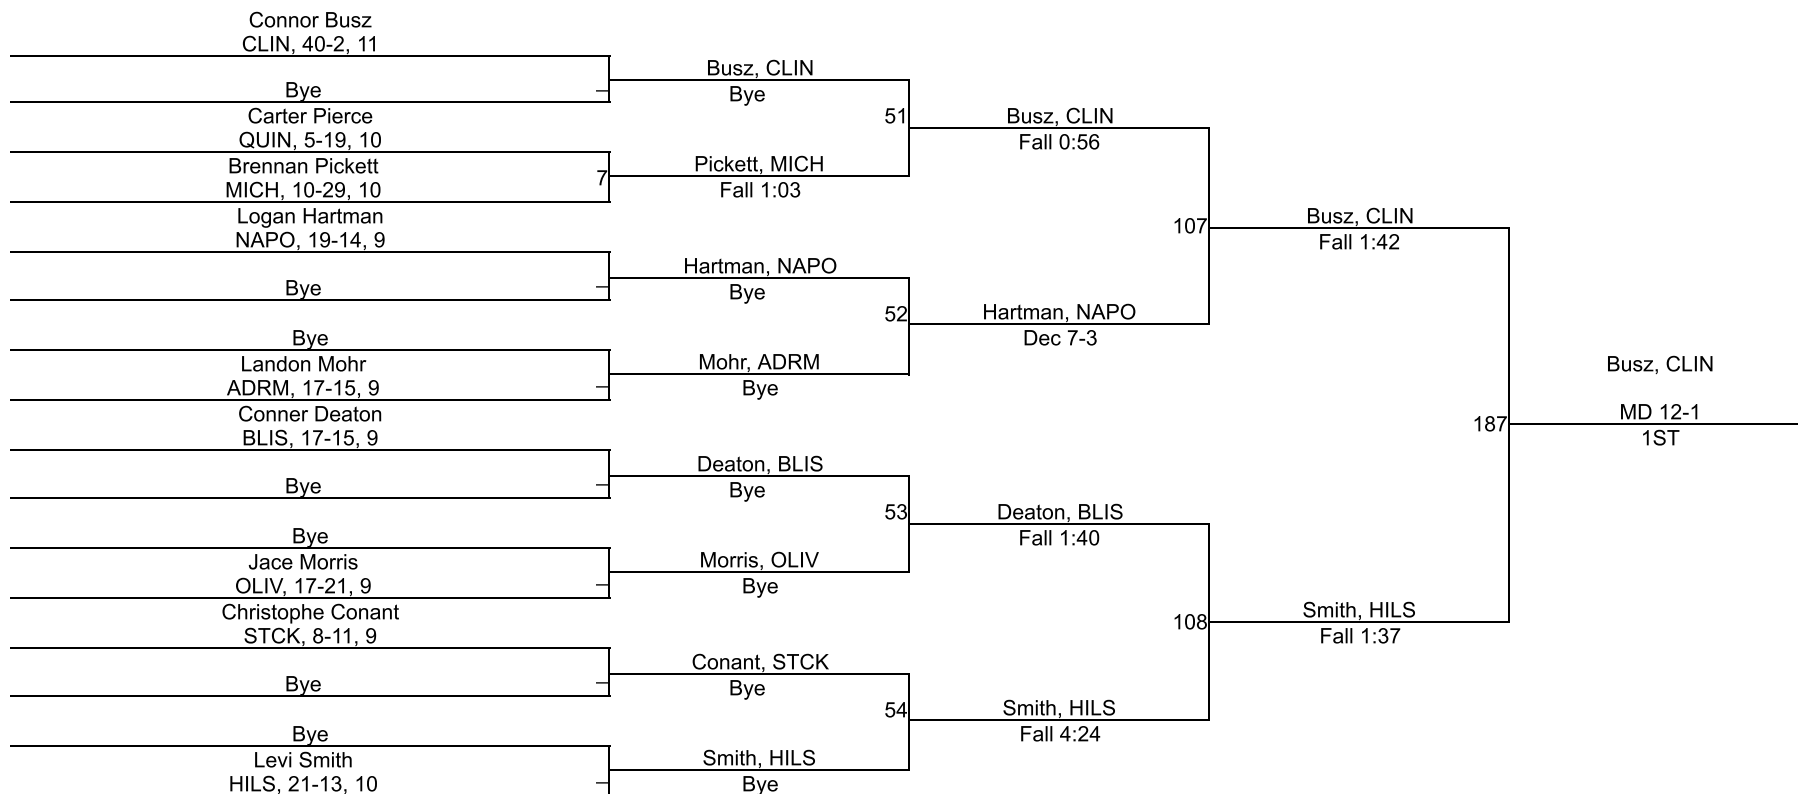 Connor Busz
CLIN, 40-2, 11
Bye
Carter Pierce
QUIN, 5-19, 10
Brennan Pickett
MICH, 10-29, 10
Logan Hartman
NAPO, 19-14, 9
Bye
Bye
Landon Mohr
ADRM, 17-15, 9
Conner Deaton
BLIS, 17-15, 9
Bye
Bye
Jace Morris
OLIV, 17-21, 9
Christophe Conant
STCK, 8-11, 9
Bye
Bye
Levi Smith
HILS, 21-13, 10
7
Busz, CLIN
Bye
Pickett, MICH
Fall 1:03
Hartman, NAPO
Bye
Mohr, ADRM
Bye
Deaton, BLIS
Bye
Morris, OLIV
Bye
Conant, STCK
Bye
Smith, HILS
Bye
51
52
53
54
Busz, CLIN
Fall 0:56
Hartman, NAPO
Dec 7-3
Deaton, BLIS
Fall 1:40
Smith, HILS
Fall 4:24
107
108
Busz, CLIN
Fall 1:42
Smith, HILS
Fall 1:37
187
Busz, CLIN
MD 12-1
1ST